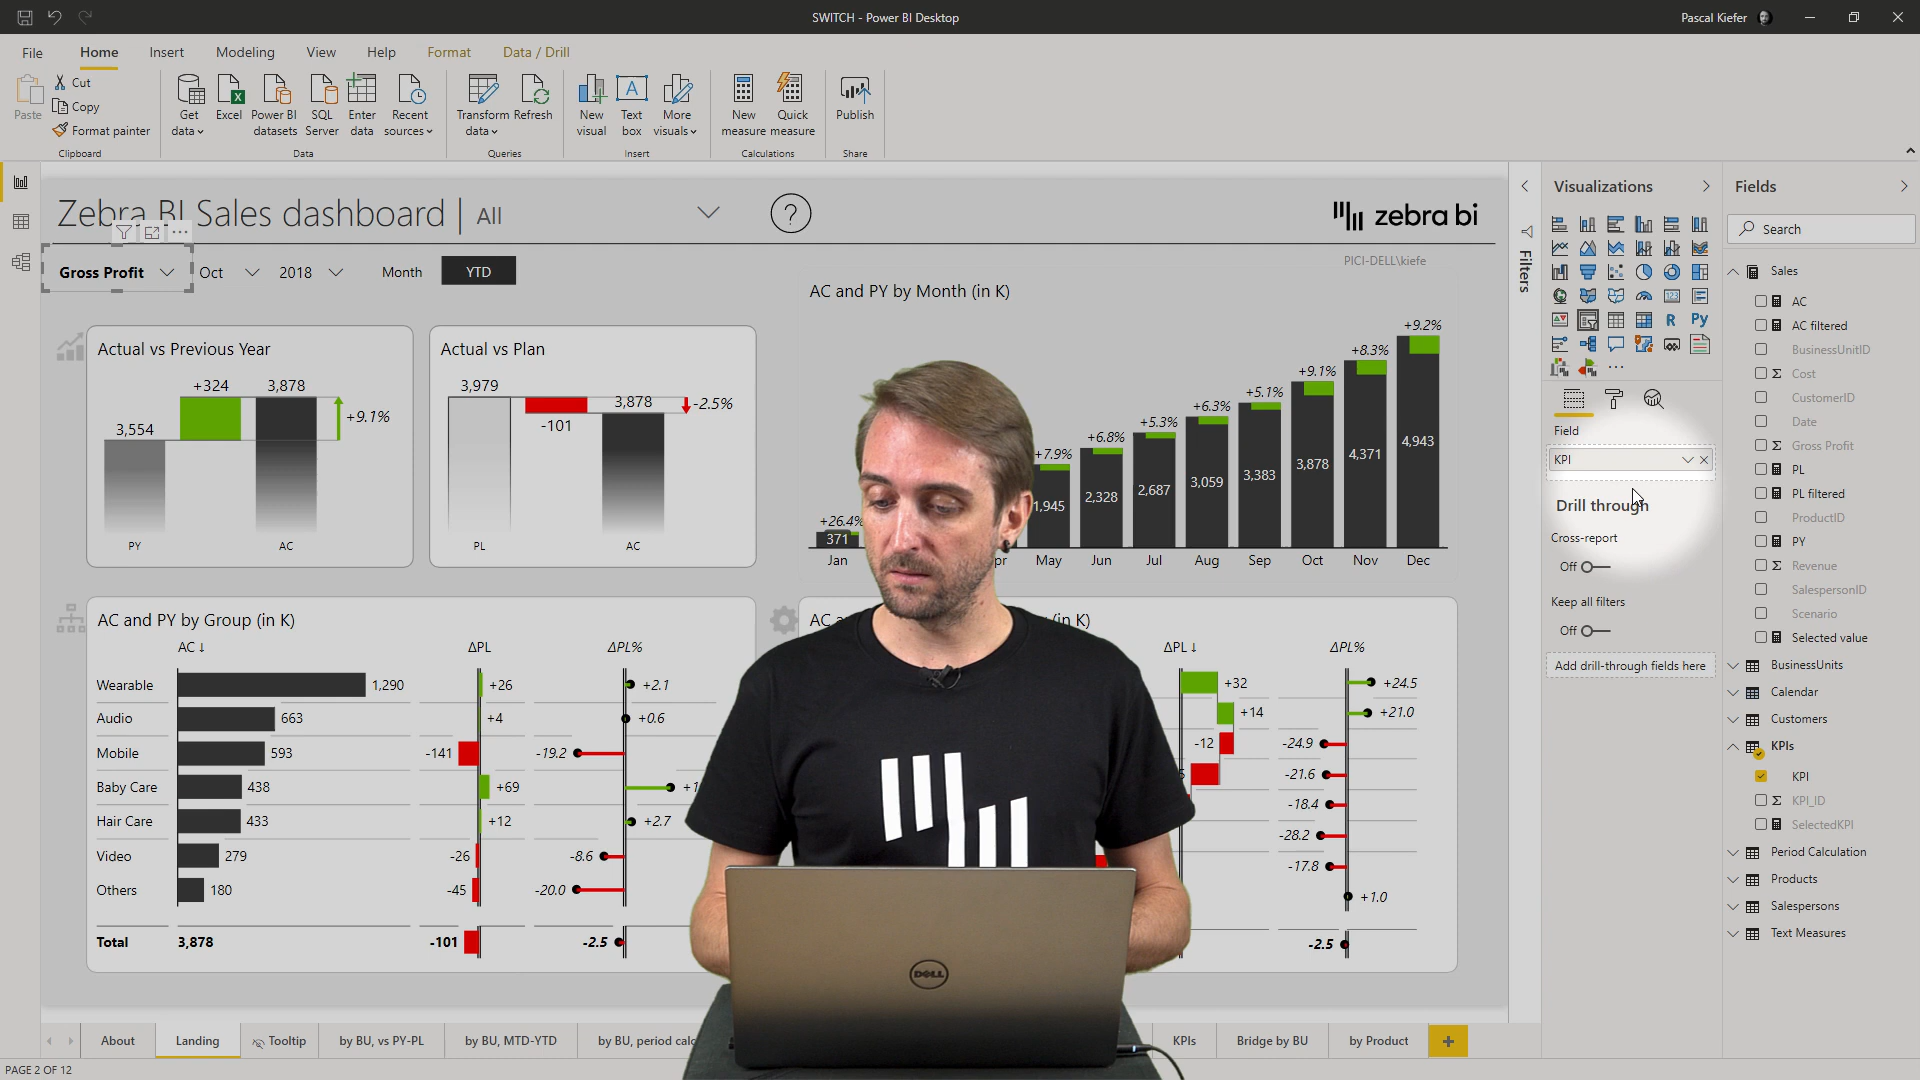 SWITCH - Power BI Desktop
Pascal Kiefer
File Home Insert Modeling View Help Format Data / Drill
Paste
Cut
Copy
Format painter
Clipboard
Get data
Excel
Power BI datasets
SQL Server
Enter data
Recent sources
Data
Transform data
Refresh
Queries
New visual
Text box
More visuals
Insert
New measure
Quick measure
Calculations
Publish
Share
Zebra BI Sales dashboard | All
?
zebra bi
PICI-DELL\kiefe
Gross Profit Oct 2018 Month YTD
Actual vs Previous Year
+324 3,878
3,554
+9.1%
PY AC
Actual vs Plan
3,979
3,878
-2.5%
-101
PL AC
AC and PY by Month (in K)
+26.4% +7.9% +6.8% +5.3% +6.3% +5.1% +9.1% +8.3% +9.2%
371 1,945 2,328 2,687 3,059 3,383 3,878 4,371 4,943
Jan pr May Jun Jul Aug Sep Oct Nov Dec
AC and PY by Group (in K)
AC ↓ ΔPL ΔPL%
Wearable 1,290 +26 +2.1
Audio 663 +4 +0.6
Mobile 593 -141 -19.2
Baby Care 438 +69 +1
Hair Care 433 +12 +2.7
Video 279 -26 -8.6
Others 180 -45 -20.0
Total 3,878 -101 -2.5
AC a in K)
ΔPL ↓ ΔPL%
+32 +24.5
+14 +21.0
-12 -24.9
5 -21.6
-18.4
-28.2
-17.8
+1.0
-2.5
DELL
Filters
Visualizations
R Py
Field
KPI
Drill through
Cross-report
Off
Keep all filters
Off
Add drill-through fields here
Fields
Search
Sales
AC
AC filtered
BusinessUnitID
Cost
CustomerID
Date
Gross Profit
PL
PL filtered
ProductID
PY
Revenue
SalespersonID
Scenario
Selected value
BusinessUnits
Calendar
Customers
KPIs
KPI
KPI_ID
SelectedKPI
Period Calculation
Products
Salespersons
Text Measures
About Landing Tooltip by BU, vs PY-PL by BU, MTD-YTD by BU, period calc KPIs Bridge by BU by Product +
PAGE 2 OF 12